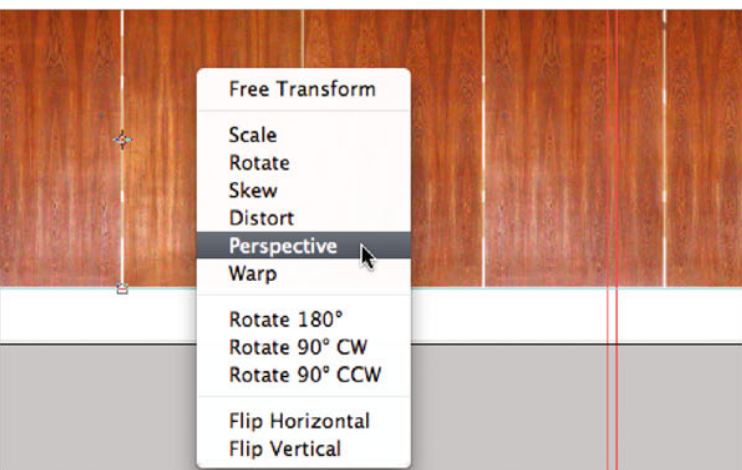 Free Transform
Scale
Rotate
Skew
Distort
Perspective
Warp
Rotate 180°
Rotate 90° CW
Rotate 90° CCW
Flip Horizontal
Flip Vertical